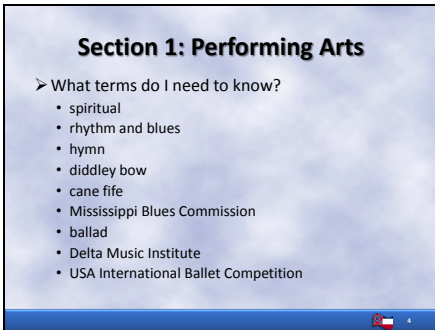 Section 1: Performing Arts
➢ What terms do I need to know?
• spiritual
• rhythm and blues
• hymn
• diddley bow
• cane fife
• Mississippi Blues Commission
• ballad
• Delta Music Institute
• USA International Ballet Competition
4